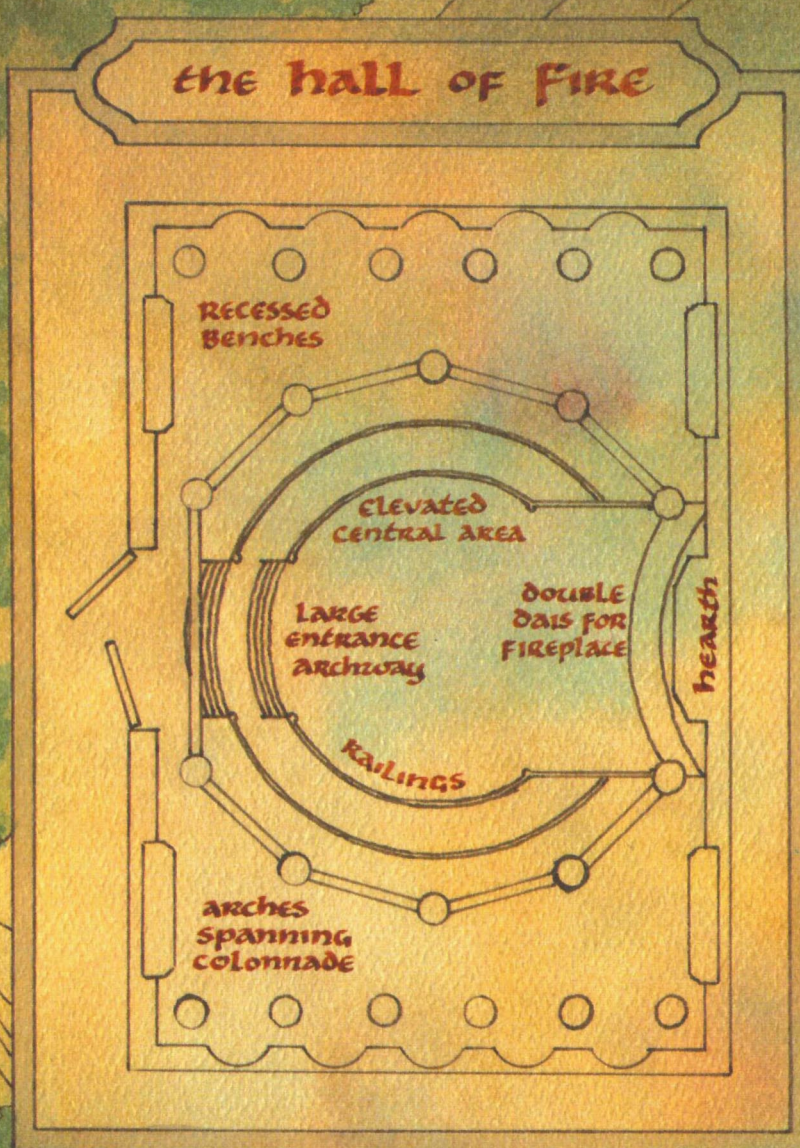 the hall of fire
Recessed
Benches
elevated
central area
large
entrance
archway
double
dais for
fireplace
hearth
Railings
arches
spanning
colonnade